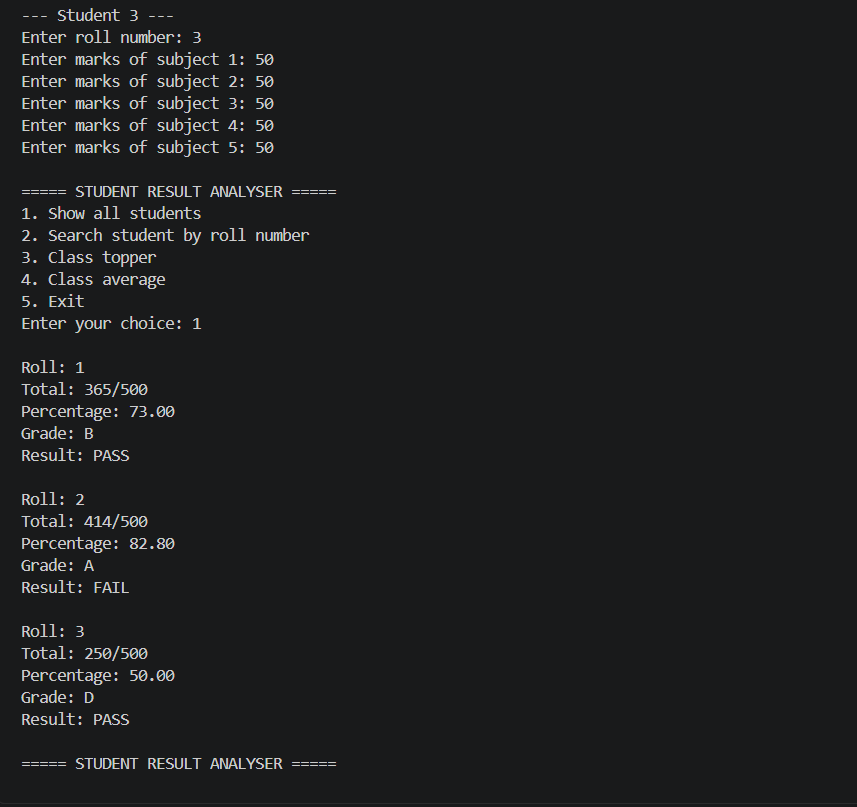 --- Student 3 ---
Enter roll number: 3
Enter marks of subject 1: 50
Enter marks of subject 2: 50
Enter marks of subject 3: 50
Enter marks of subject 4: 50
Enter marks of subject 5: 50
===== STUDENT RESULT ANALYSER =====
1. Show all students
2. Search student by roll number
3. Class topper
4. Class average
5. Exit
Enter your choice: 1
Roll: 1
Total: 365/500
Percentage: 73.00
Grade: B
Result: PASS
Roll: 2
Total: 414/500
Percentage: 82.80
Grade: A
Result: FAIL
Roll: 3
Total: 250/500
Percentage: 50.00
Grade: D
Result: PASS
===== STUDENT RESULT ANALYSER =====